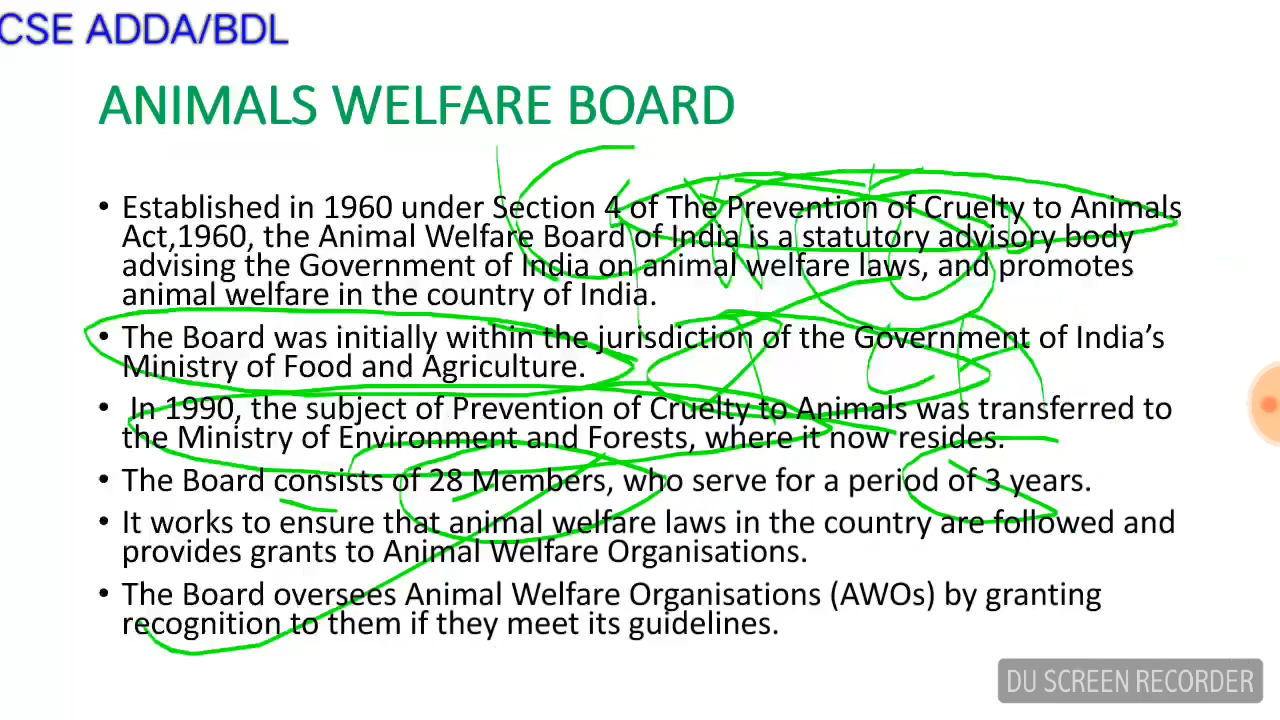 CSE ADDA/BDL
ANIMALS WELFARE BOARD
• Established in 1960 under Section 4 of The Prevention of Cruelty to Animals
Act,1960, the Animal Welfare Board of India is a statutory advisory body
advising the Government of India on animal welfare laws, and promotes
animal welfare in the country of India.
• The Board was initially within the jurisdiction of the Government of India’s
Ministry of Food and Agriculture.
• In 1990, the subject of Prevention of Cruelty to Animals was transferred to
the Ministry of Environment and Forests, where it now resides.
• The Board consists of 28 Members, who serve for a period of 3 years.
• It works to ensure that animal welfare laws in the country are followed and
provides grants to Animal Welfare Organisations.
• The Board oversees Animal Welfare Organisations (AWOs) by granting
recognition to them if they meet its guidelines.
DU SCREEN RECORDER